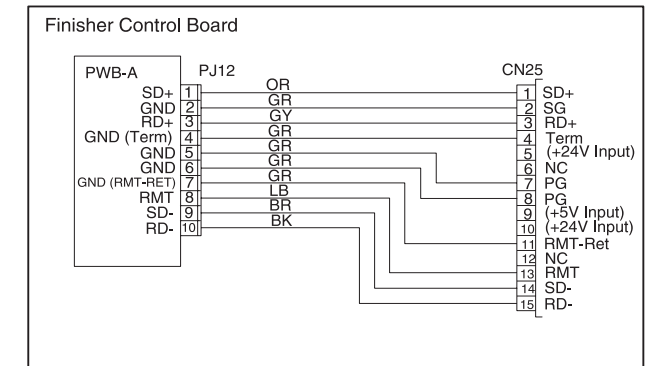 Finisher Control Board
PWB-A PJ12 CN25
SD+ 1 OR 1 SD+
GND 2 GR 2 SG
RD+ 3 GY 3 RD+
GND (Term) 4 GR 4 Term
GND 5 GR 5 (+24V Input)
GND 6 GR 6 NC
GND (RMT-RET) 7 GR 7 PG
RMT 8 LB 8 PG
SD- 9 BR 9 (+5V Input)
RD- 10 BK 10 (+24V Input)
11 RMT-Ret
12 NC
13 RMT
14 SD-
15 RD-